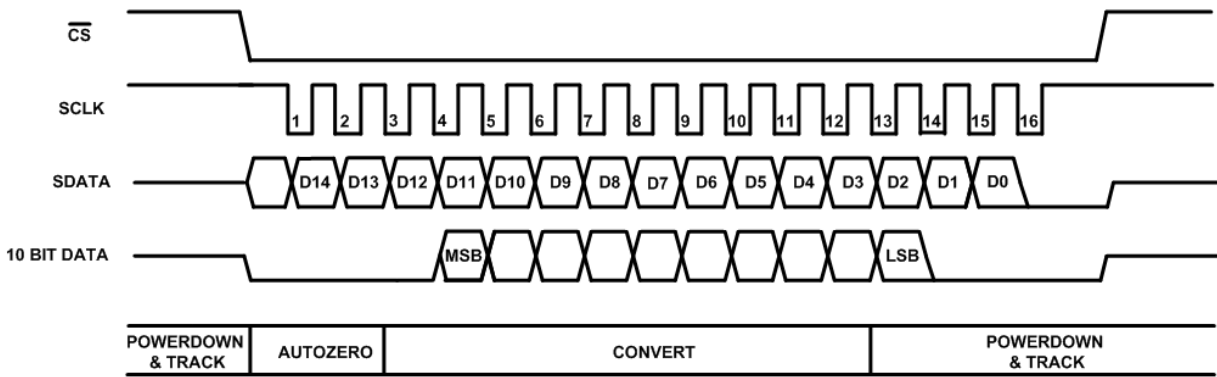 CS
SCLK
1 2 3 4 5 6 7 8 9 10 11 12 13 14 15 16
SDATA
D14 D13 D12 D11 D10 D9 D8 D7 D6 D5 D4 D3 D2 D1 D0
10 BIT DATA
MSB LSB
POWERDOWN
& TRACK
AUTOZERO
CONVERT
POWERDOWN
& TRACK